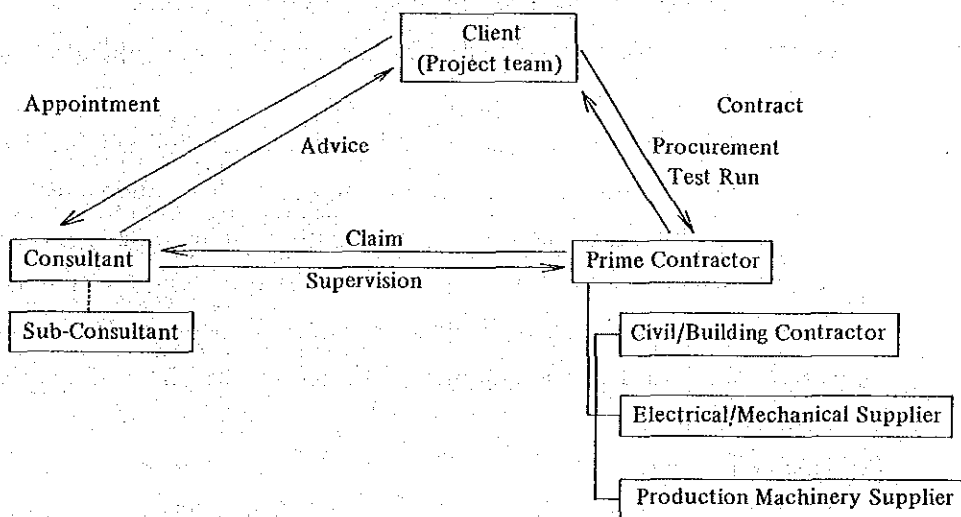 Client
(Project team)
Appointment
Contract
Advice
Procurement
Test Run
Claim
Consultant
Prime Contractor
Supervision
Sub-Consultant
Civil/Building Contractor
Electrical/Mechanical Supplier
Production Machinery Supplier